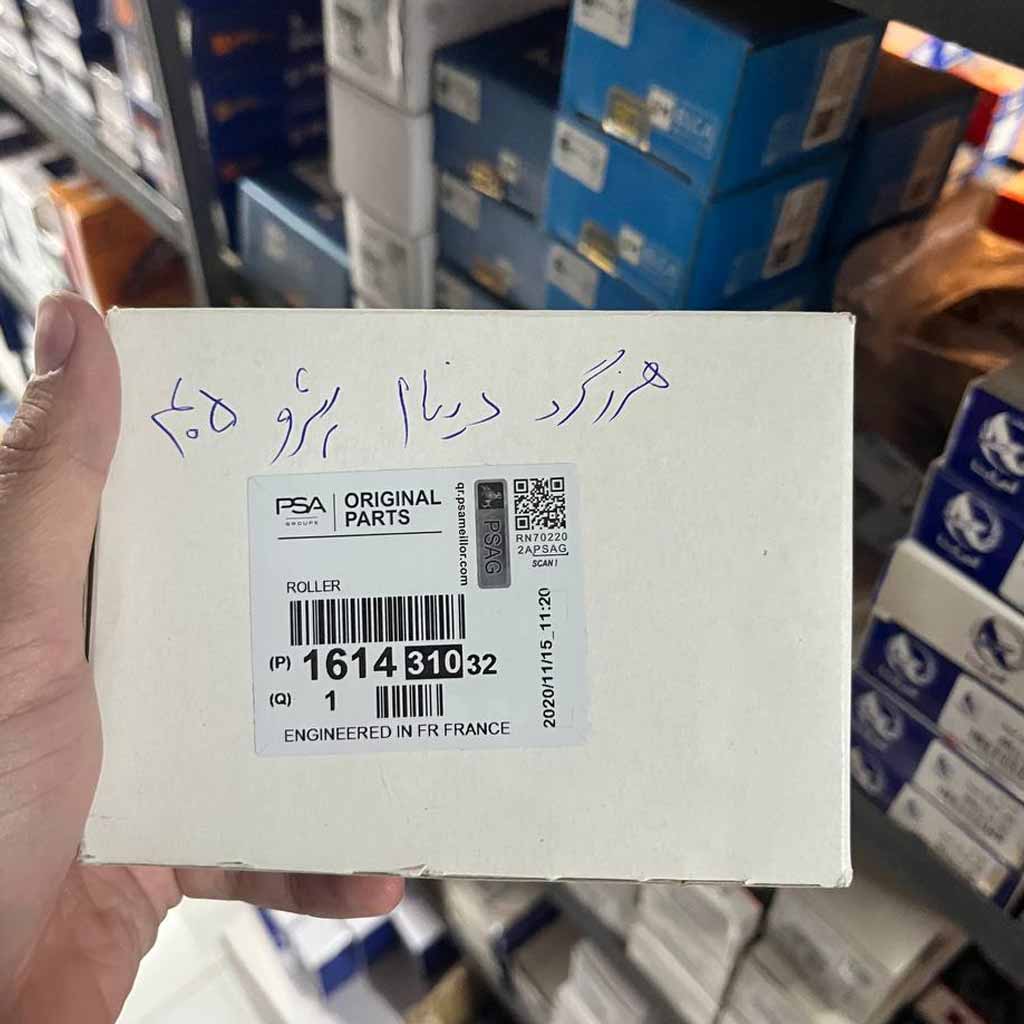 هرزگرد دینام پژو ۴۰۵
PSA
GROUPE
ORIGINAL
PARTS
qr.psameillor.com
PSAG
RN70220
2APSAG
SCAN !
ROLLER
(P) 1614 310 32
(Q) 1
2020/11/15_11:20
ENGINEERED IN FR FRANCE